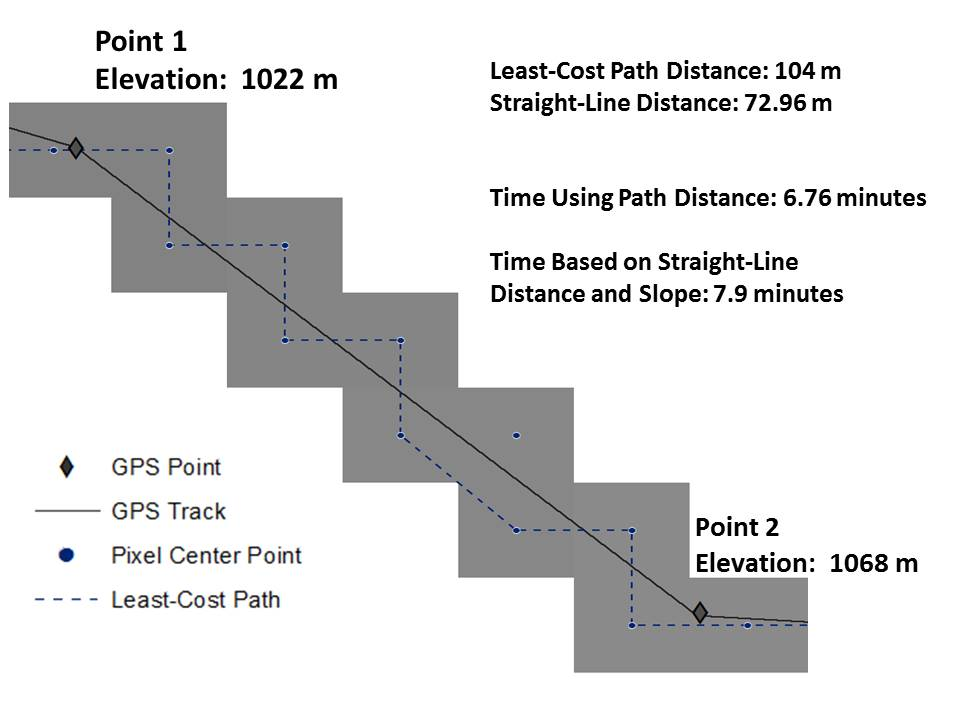 Point 1
Elevation:  1022 m
Least-Cost Path Distance: 104 m
Straight-Line Distance: 72.96 m
Time Using Path Distance: 6.76 minutes
Time Based on Straight-Line
Distance and Slope: 7.9 minutes
GPS Point
GPS Track
Pixel Center Point
Least-Cost Path
Point 2
Elevation:  1068 m